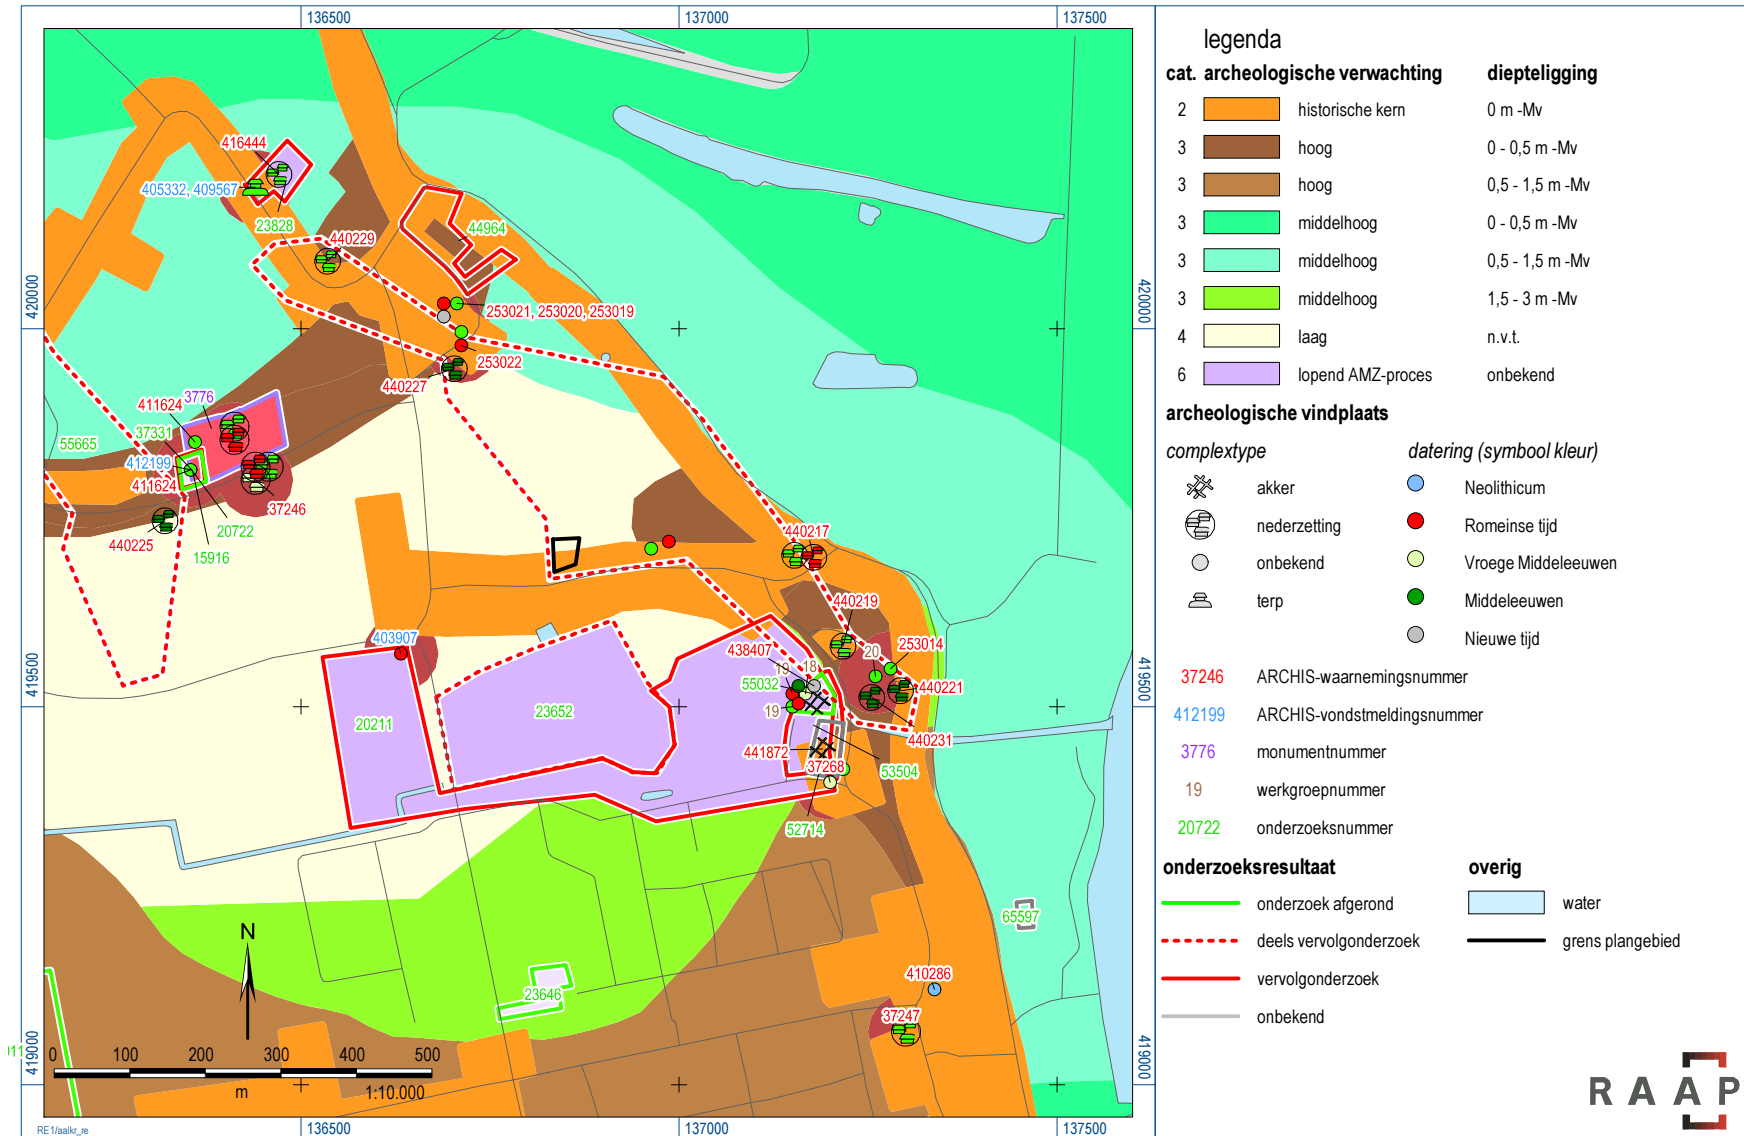 136500
137000
137500
420000
419500
419000
420000
419500
419000
136500
137000
137500
416444
405332, 409567
23828
440229
44964
253021, 253020, 253019
253022
440227
3776
411624
37331
55665
412199
411624
37246
20722
440225
15916
440217
440219
403907
438407
20
253014
19
18
55032
440221
19
20211
23652
440231
441872
53504
37268
52714
65597
410286
23646
37247
N
0 100 200 300 400 500
m
1:10.000
RE1/aalkr_re
legenda
cat. archeologische verwachting diepteligging
2 historische kern 0 m -Mv
3 hoog 0 - 0,5 m -Mv
3 hoog 0,5 - 1,5 m -Mv
3 middelhoog 0 - 0,5 m -Mv
3 middelhoog 0,5 - 1,5 m -Mv
3 middelhoog 1,5 - 3 m -Mv
4 laag n.v.t.
6 lopend AMZ-proces onbekend
archeologische vindplaats
complextype datering (symbool kleur)
akker Neolithicum
nederzetting Romeinse tijd
onbekend Vroege Middeleeuwen
terp Middeleeuwen
Nieuwe tijd
37246 ARCHIS-waarnemingsnummer
412199 ARCHIS-vondstmeldingsnummer
3776 monumentnummer
19 werkgroepnummer
20722 onderzoeksnummer
onderzoeksresultaat overig
onderzoek afgerond water
deels vervolgonderzoek grens plangebied
vervolgonderzoek
onbekend
RAAP